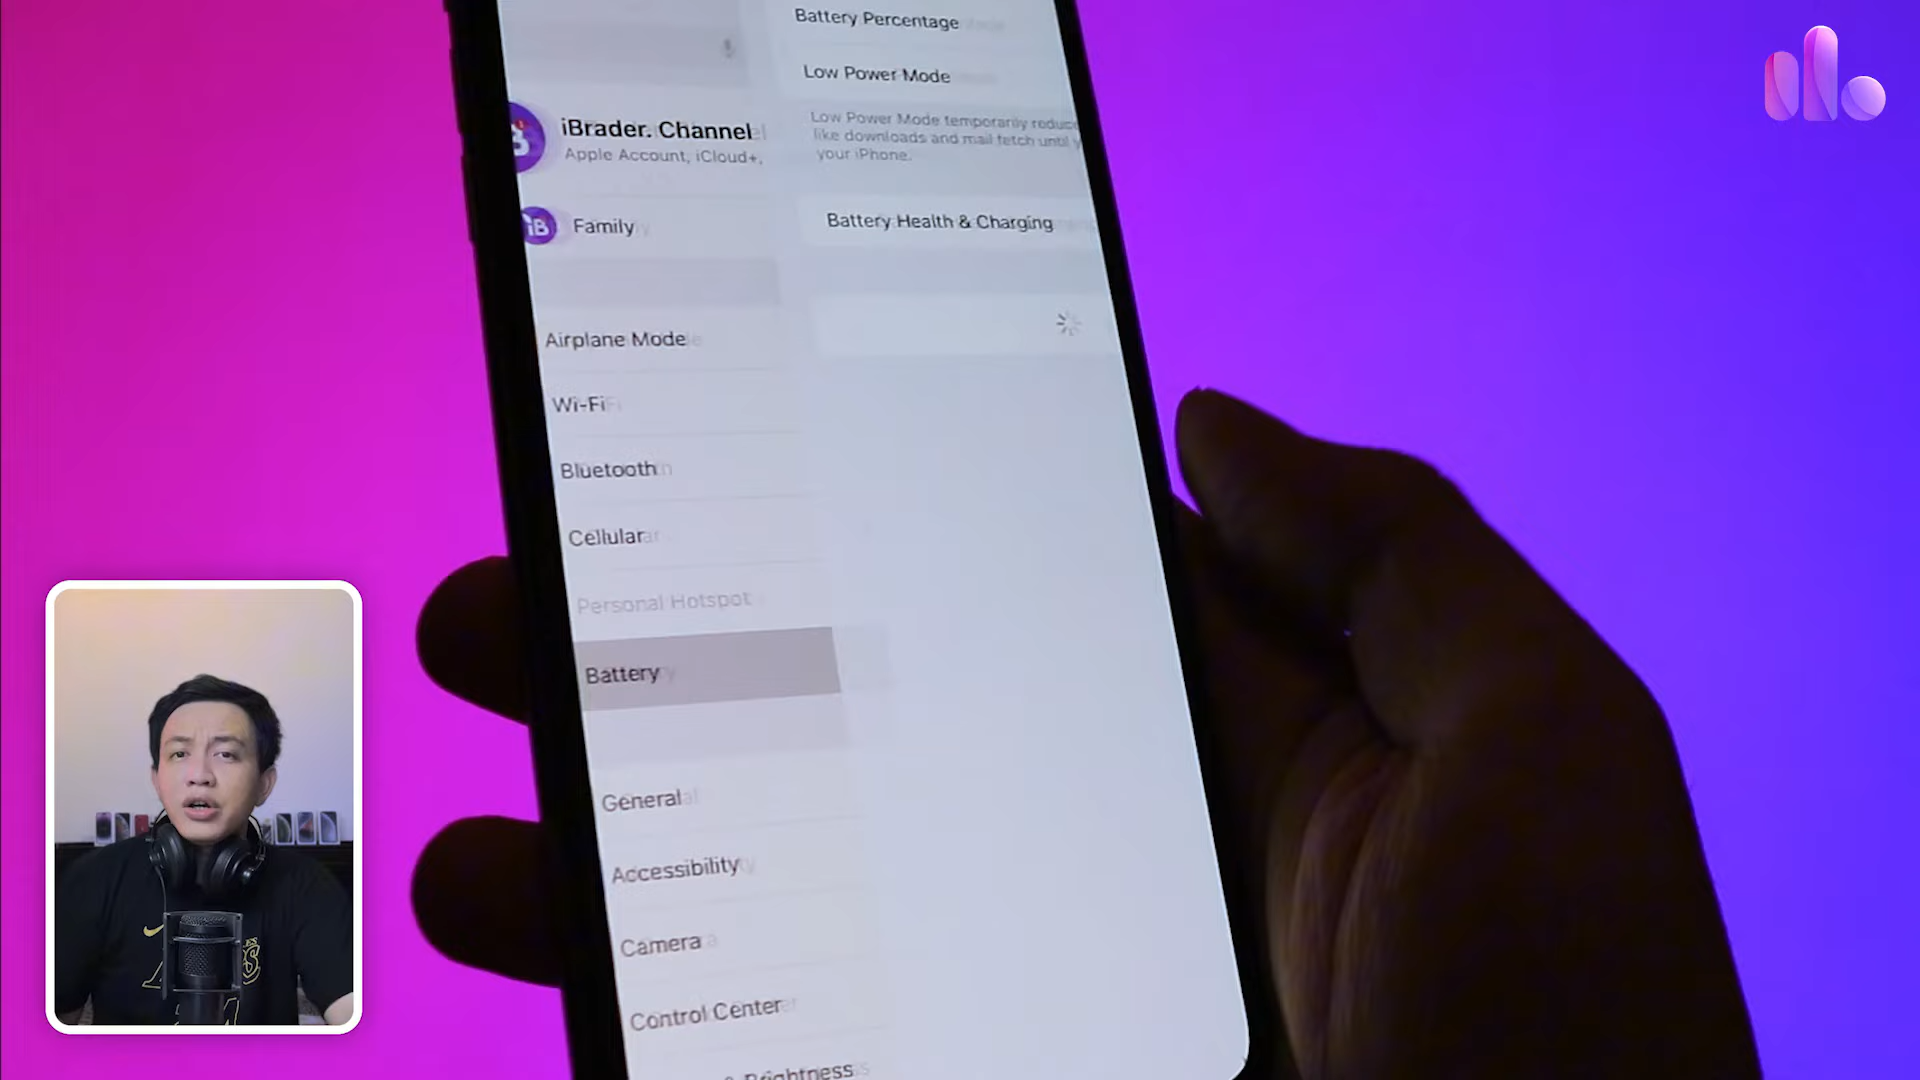 Battery Percentage
Low Power Mode
Low Power Mode temporarily reduce
like downloads and mail fetch until y
your iPhone.
Battery Health & Charging
iBrader. Channel
Apple Account, iCloud+,
Family
iB
Airplane Mode
Wi-Fi
Bluetooth
Cellular
Personal Hotspot
Battery
General
Accessibility
Camera
Control Center
& Brightness